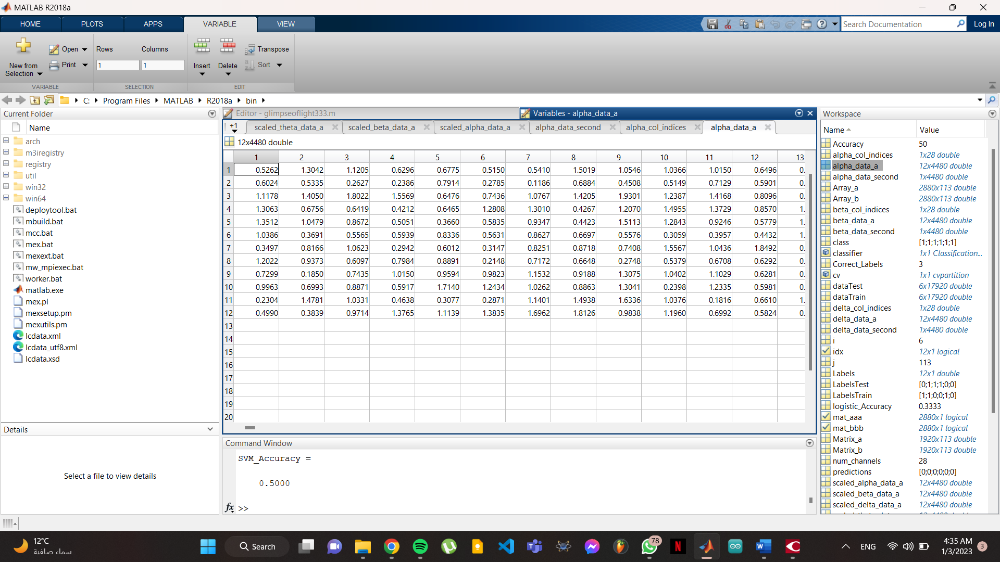 MATLAB R2018a
HOME PLOTS APPS VARIABLE VIEW
Search Documentation Log In
New from Selection
Open
Print
Rows Columns
1 1
Insert Delete
Transpose
Sort
VARIABLE SELECTION EDIT
C: Program Files MATLAB R2018a bin
Current Folder
Name
arch
m3iregistry
registry
util
win32
win64
deploytool.bat
mbuild.bat
mcc.bat
mex.bat
mexext.bat
mw_mpiexec.bat
worker.bat
matlab.exe
mex.pl
mexsetup.pm
mexutils.pm
lcdata.xml
lcdata_utf8.xml
lcdata.xsd
Details
Select a file to view details
Editor - glimpseoflight333.m
Variables - alpha_data_a
+1 scaled_theta_data_a scaled_beta_data_a scaled_alpha_data_a alpha_data_second alpha_col_indices alpha_data_a
12x4480 double
1 2 3 4 5 6 7 8 9 10 11 12 13
1 0.5262 1.3042 1.1205 0.6296 0.6775 0.5150 0.5410 1.5019 1.0546 1.0366 1.0150 0.6496 0.
2 0.6024 0.5335 0.2627 0.2386 0.7914 0.2785 0.1186 0.6884 0.4508 0.5149 0.7129 0.5901 0.
3 1.1178 1.4050 1.8022 1.5569 0.6476 0.7436 1.0767 1.4205 1.9301 1.2387 1.4168 0.8096 0.
4 1.3063 0.6756 0.6419 0.4212 0.6465 1.2808 1.3010 0.4267 1.2070 1.4955 1.3729 0.8570 1.
5 1.3512 1.0479 0.8672 0.5051 0.3660 0.5835 0.9347 0.4423 1.5113 1.2843 0.9246 0.5779 1.
6 1.0386 0.3691 0.5565 0.5939 0.8336 0.5631 0.8627 0.6697 0.5576 0.3059 0.3957 0.4432 1.
7 0.3497 0.8166 1.0623 0.2942 0.6012 0.3147 0.8251 0.8718 0.7408 1.5567 1.0436 1.8492 0.
8 1.2022 0.9373 0.6097 0.7984 0.8891 0.2148 0.7172 0.6648 0.2748 0.5379 0.6708 0.6292 0.
9 0.7299 0.1850 0.7435 1.0150 0.9594 0.9823 1.1532 0.9188 1.3075 1.0402 1.1029 0.6281 0.
10 0.9963 0.6993 0.8871 0.5917 1.7140 1.2434 1.0262 0.8863 1.3041 0.2398 1.2335 0.5981 0.
11 0.2304 1.4781 1.0331 0.4638 0.3077 0.2871 1.1401 1.4938 1.6336 1.0376 0.1816 0.6610 1.
12 0.4990 0.3839 0.9714 1.3765 1.1139 1.3835 1.6962 1.8126 0.9838 1.1960 0.6992 0.5824 0.
13
14
15
16
17
18
19
20
Command Window
SVM_Accuracy =
0.5000
fx >>
Workspace
Name Value
Accuracy 50
alpha_col_indices 1x28 double
alpha_data_a 12x4480 double
alpha_data_second 1x4480 double
Array_a 2880x113 double
Array_b 2880x113 double
beta_col_indices 1x28 double
beta_data_a 12x4480 double
beta_data_second 1x4480 double
class [1;1;1;1;1;1]
classifier 1x1 Classification...
Correct_Labels 3
cv 1x1 cvpartition
dataTest 6x17920 double
dataTrain 6x17920 double
delta_col_indices 1x28 double
delta_data_a 12x4480 double
delta_data_second 1x4480 double
i 6
idx 12x1 logical
j 113
Labels 12x1 double
LabelsTest [0;1;1;1;0;0]
LabelsTrain [1;1;0;0;1;0]
logistic_Accuracy 0.3333
mat_aaa 2880x1 logical
mat_bbb 2880x1 logical
Matrix_a 1920x113 double
Matrix_b 1920x113 double
num_channels 28
predictions [0;0;0;0;0;0]
scaled_alpha_data_a 12x4480 double
scaled_beta_data_a 12x4480 double
scaled_delta_data_a 12x4480 double
12°C
سماء صافية
Search
78
ENG
4:35 AM
1/3/2023
3